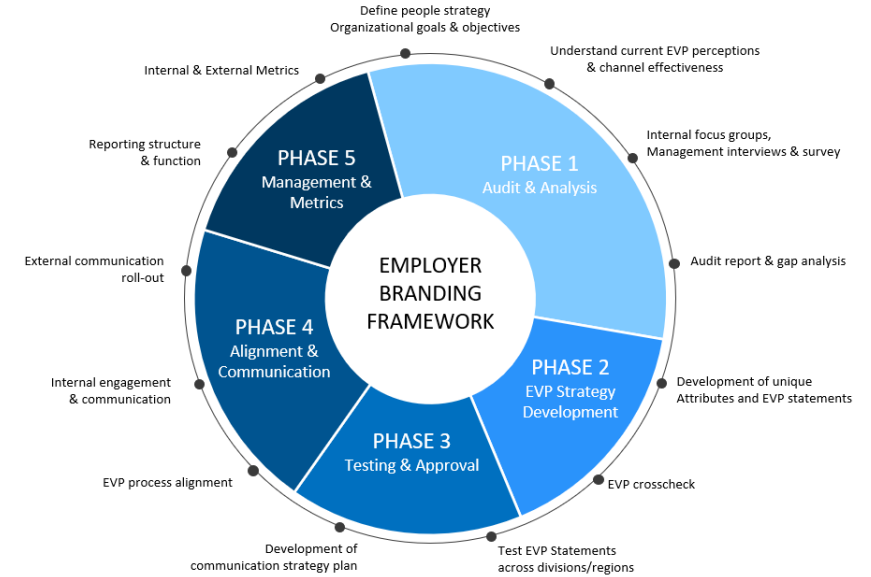 Define people strategy
Organizational goals & objectives
Understand current EVP perceptions
& channel effectiveness
Internal focus groups,
Management interviews & survey
Audit report & gap analysis
Development of unique
Attributes and EVP statements
EVP crosscheck
Test EVP Statements
across divisions/regions
Development of
communication strategy plan
EVP process alignment
Internal engagement
& communication
External communication
roll-out
Reporting structure
& function
Internal & External Metrics
PHASE 1
Audit & Analysis
PHASE 2
EVP Strategy
Development
PHASE 3
Testing & Approval
PHASE 4
Alignment &
Communication
PHASE 5
Management &
Metrics
EMPLOYER
BRANDING
FRAMEWORK